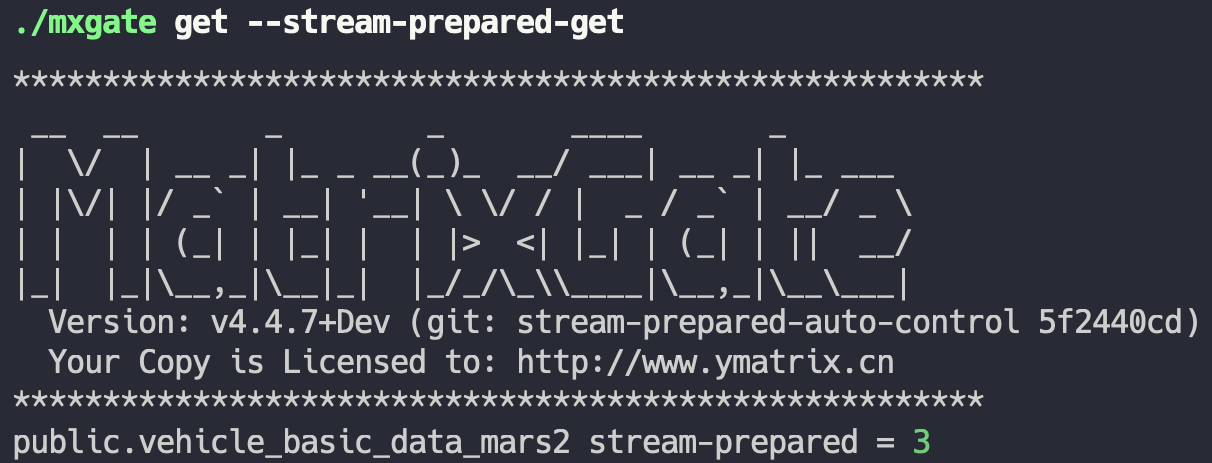 ./mxgate get --stream-prepared-get
******************************************************
 __  __       _        _       ____       _
|  \/  | __ _| |_ _ __(_)_  __/ ___| __ _| |_ ___
| |\/| |/ _` | __| '__| \ \/ / |  _ / _` | __/ _ \
| |  | | (_| | |_| |  | |>  <| |_| | (_| | ||  __/
|_|  |_|\__,_|\__|_|  |_/_/\_\\____|\__,_|\__\___|
  Version: v4.4.7+Dev (git: stream-prepared-auto-control 5f2440cd)
  Your Copy is Licensed to: http://www.ymatrix.cn
******************************************************
public.vehicle_basic_data_mars2 stream-prepared = 3